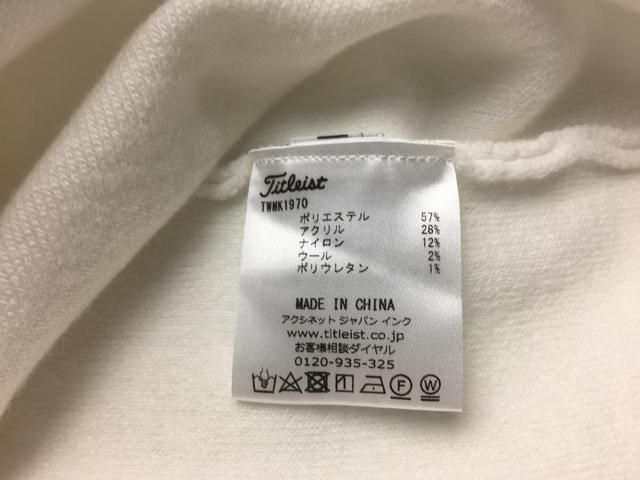 Titleist
TWMK1970
ポリエステル 57%
アクリル 28%
ナイロン 12%
ウール 2%
ポリウレタン 1%
MADE IN CHINA
アクシネット ジャパン インク
www.titleist.co.jp
お客様相談ダイヤル
0120-935-325
F W